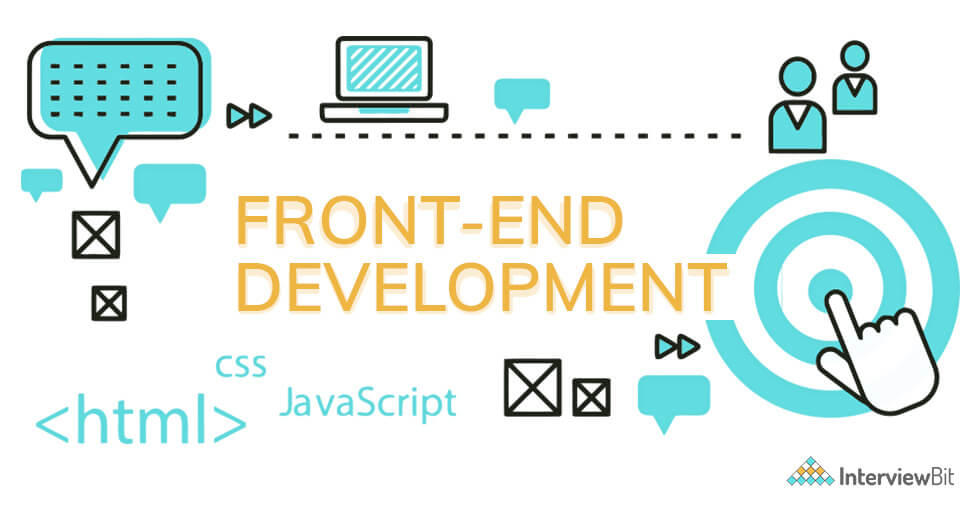 FRONT-END
DEVELOPMENT
css
JavaScript
<html>
InterviewBit